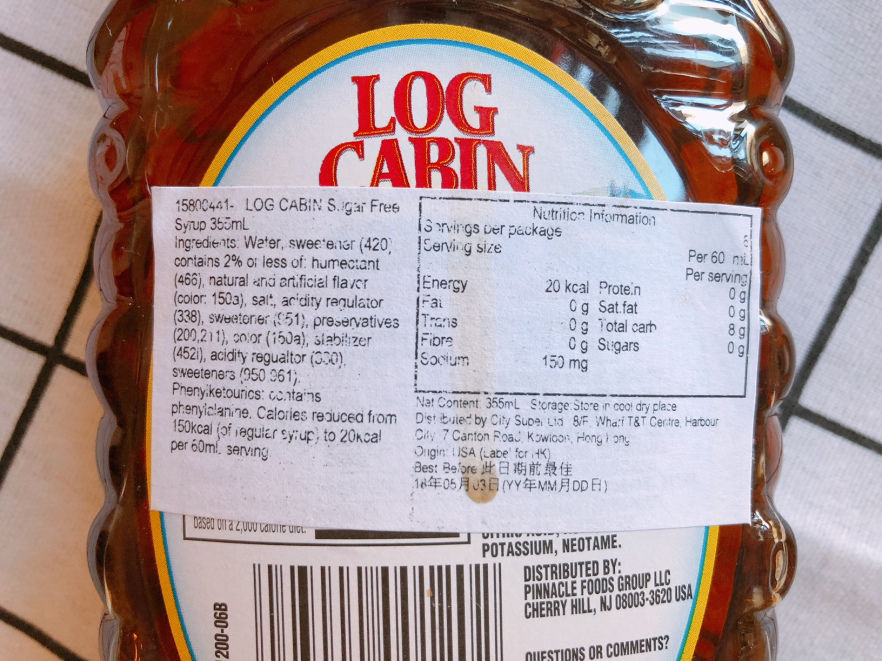 LOG
CABIN
15800441- LOG CABIN Sugar Free
Syrup 355mL
Ingredients: Water, sweetener (420),
contains 2% or less of: humectant
(466), natural and artificial flavor
(color: 150a), salt, acidity regulator
(338), sweetener (951), preservatives
(200,211), color (150a), stabilizer
(452i), acidity regualtor (330),
sweeteners (950 961);
Phenylketourics: contains
phenylalanine. Calories reduced from
150kcal (of regular syrup) to 20kcal
per 60mL serving.
Nutrition Information
Servings per package
Serving size
Per 60 mL
Per serving
Energy 20 kcal Protein 0 g
Fat 0 g Sat.fat 0 g
Trans 0 g Total carb 8 g
Fibre 0 g Sugars 0 g
Sodium 150 mg
Net Content: 355mL Storage: Store in cool dry place
Distributed by City Super Ltd 8/F, Wharf T&T Centre, Harbour
City, 7 Canton Road, Kowloon, Hong Kong
Origin: USA (Label for HK)
Best Before 此日期前最佳
年05月03日(YY年MM月DD日)
based on a 2,000 calorie diet.
CITRIC ACID,
POTASSIUM, NEOTAME.
DISTRIBUTED BY:
PINNACLE FOODS GROUP LLC
CHERRY HILL, NJ 08003-3620 USA
QUESTIONS OR COMMENTS?
200-06B